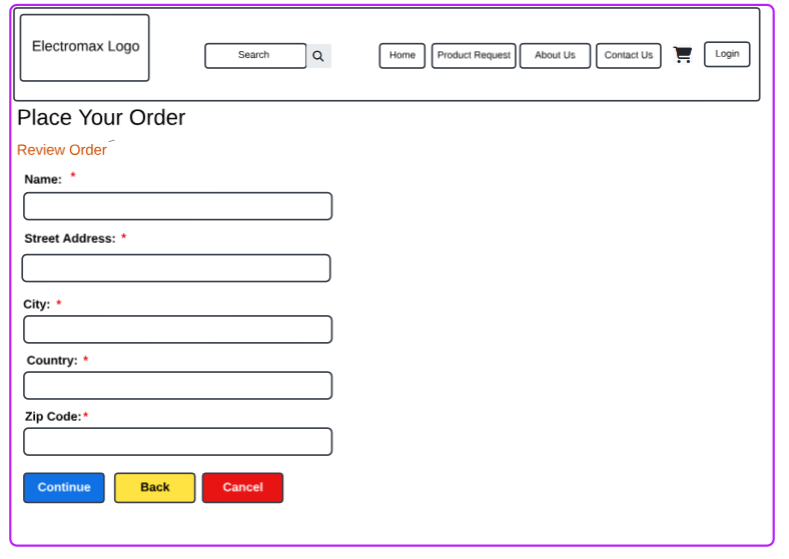 Electromax Logo
Search
Home
Product Request
About Us
Contact Us
Login
Place Your Order
Review Order
Name: *
Street Address: *
City: *
Country: *
Zip Code:*
Continue
Back
Cancel